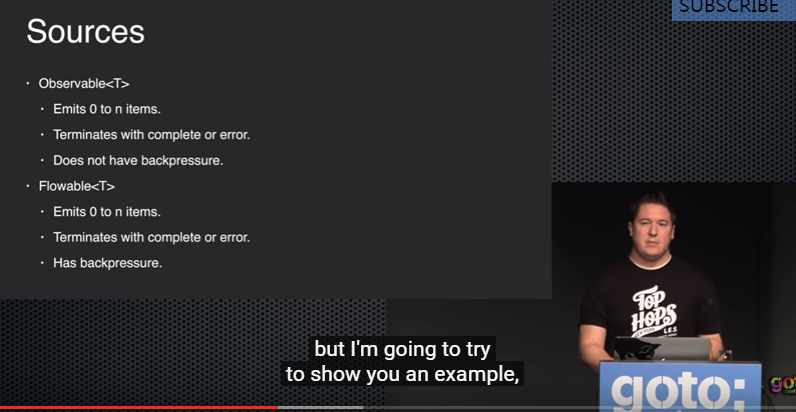 SUBSCRIBE
Sources
· Observable<T>
· Emits 0 to n items.
· Terminates with complete or error.
· Does not have backpressure.
· Flowable<T>
· Emits 0 to n items.
· Terminates with complete or error.
· Has backpressure.
TOP
HOPS
L.E.S.
but I'm going to try
to show you an example,
goto;